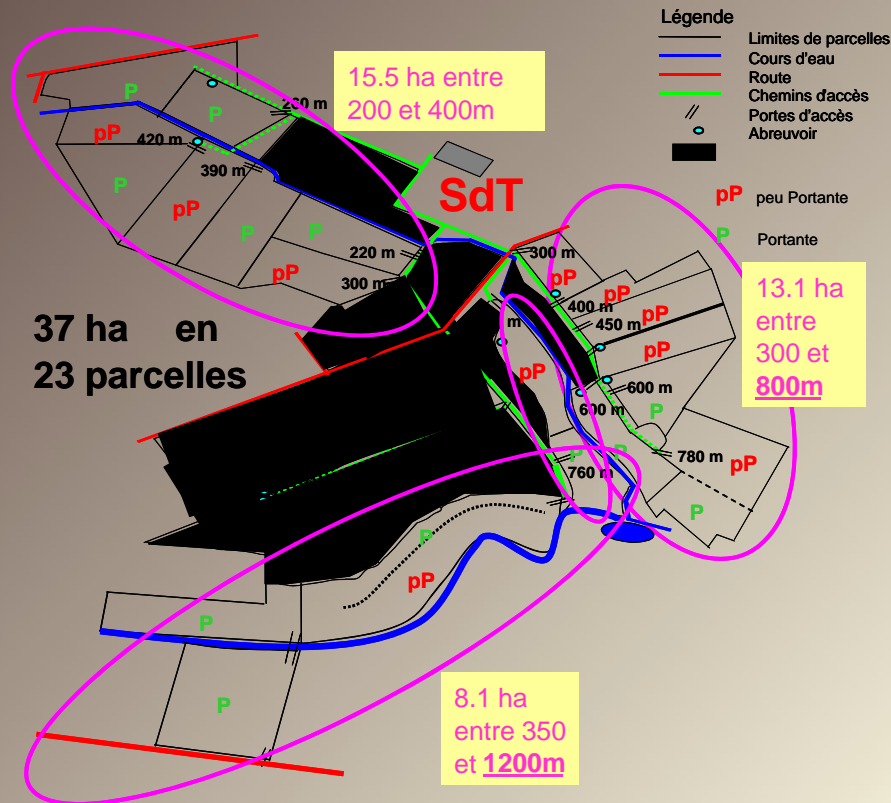 Légende
Limites de parcelles
Cours d'eau
Route
Chemins d'accès
Portes d'accès
Abreuvoir
pP peu Portante
P Portante
15.5 ha entre
200 et 400m
SdT
37 ha en
23 parcelles
13.1 ha
entre
300 et
800m
8.1 ha
entre 350
et 1200m
P
P
pP
420 m
390 m
P
pP
P
P
pP
220 m
300 m
300 m
pP
pP
400 m
450 m
pP
pP
m
pP
600 m
600 m
P
P
P
760 m
780 m
pP
P
P
pP
P
P